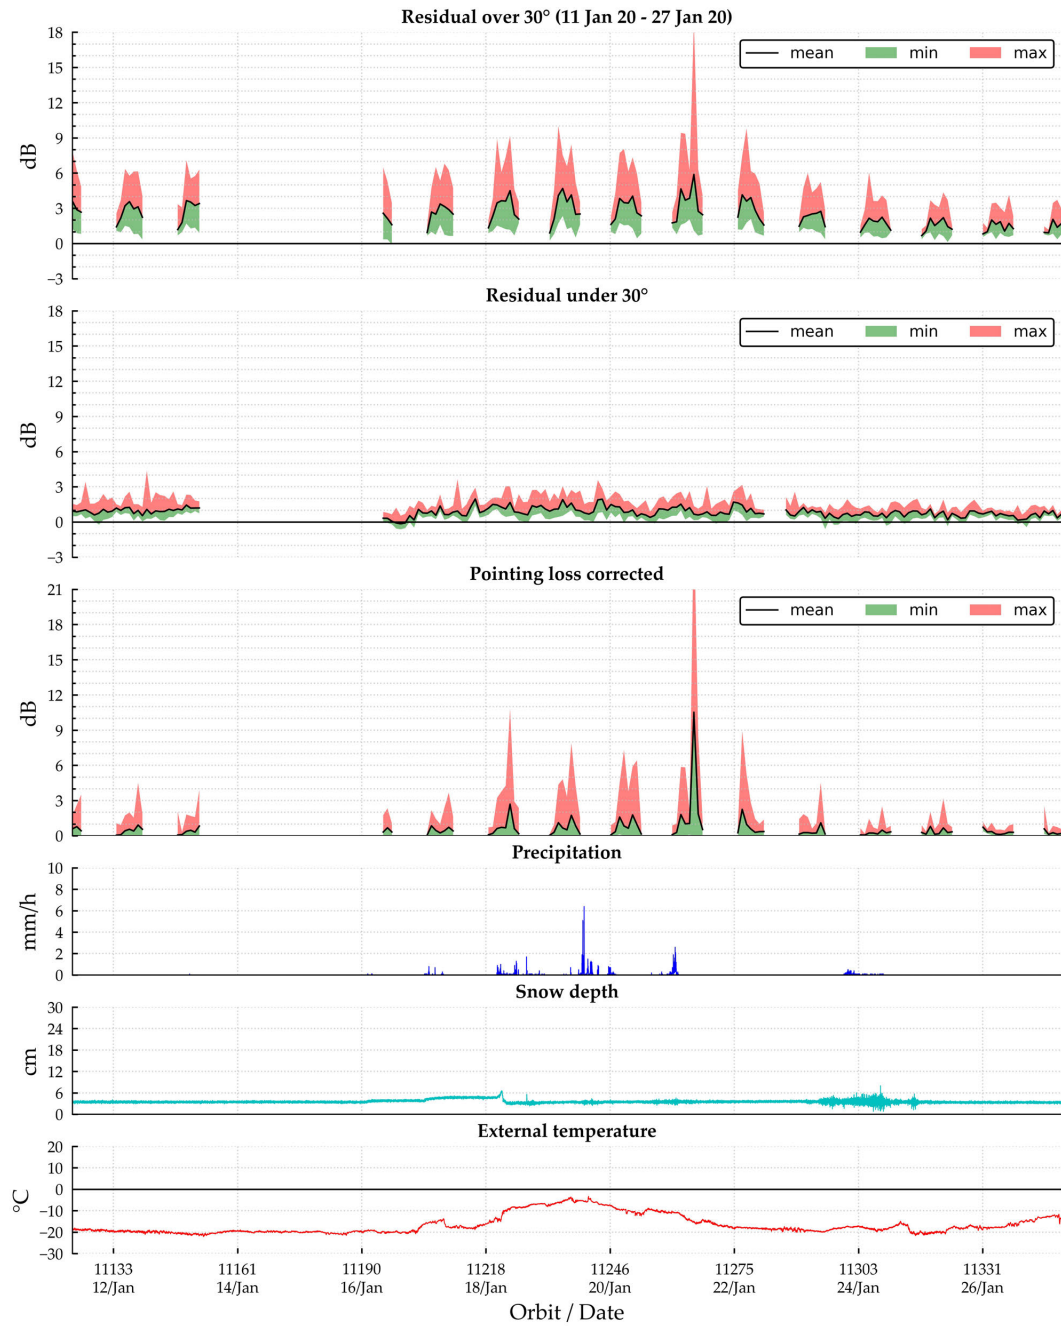 Residual over 30° (11 Jan 20 - 27 Jan 20)
18
15
12
9
6
3
0
−3
dB
mean min max
Residual under 30°
18
15
12
9
6
3
0
−3
dB
mean min max
Pointing loss corrected
21
18
15
12
9
6
3
0
dB
mean min max
Precipitation
10
8
6
4
2
0
mm/h
Snow depth
30
24
18
12
6
0
cm
External temperature
20
10
0
−10
−20
−30
°C
11133 11161 11190 11218 11246 11275 11303 11331
12/Jan 14/Jan 16/Jan 18/Jan 20/Jan 22/Jan 24/Jan 26/Jan
Orbit / Date